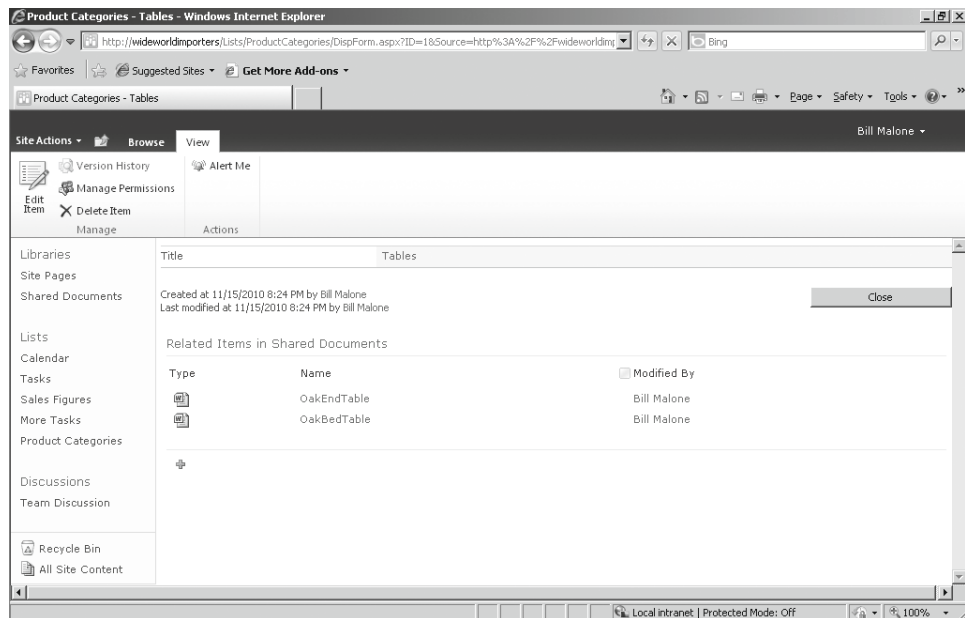 Product Categories - Tables - Windows Internet Explorer
http://wideworldimporters/Lists/ProductCategories/DispForm.aspx?ID=1&Source=http%3A%2F%2Fwideworldimp
Bing
Favorites Suggested Sites Get More Add-ons
Product Categories - Tables
Page Safety Tools
Bill Malone
Site Actions Browse View
Edit Item
Version History
Manage Permissions
Delete Item
Alert Me
Manage Actions
Libraries
Site Pages
Shared Documents
Lists
Calendar
Tasks
Sales Figures
More Tasks
Product Categories
Discussions
Team Discussion
Recycle Bin
All Site Content
Title Tables
Created at 11/15/2010 8:24 PM by Bill Malone
Last modified at 11/15/2010 8:24 PM by Bill Malone
Close
Related Items in Shared Documents
Type Name Modified By
OakEndTable Bill Malone
OakBedTable Bill Malone
Local intranet | Protected Mode: Off
100%